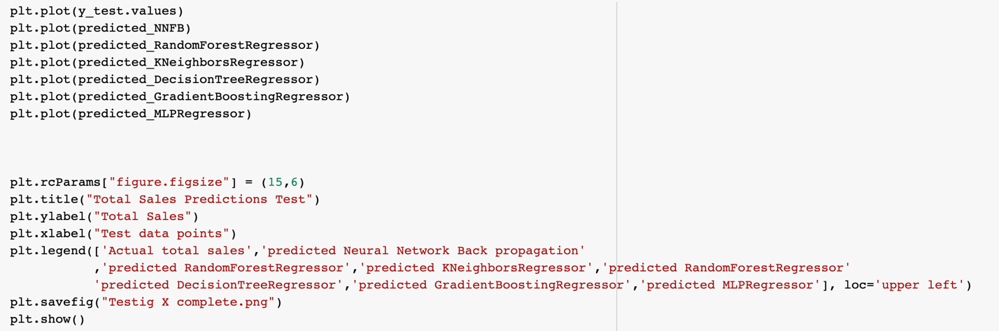 plt.plot(y_test.values)
plt.plot(predicted_NNFB)
plt.plot(predicted_RandomForestRegressor)
plt.plot(predicted_KNeighborsRegressor)
plt.plot(predicted_DecisionTreeRegressor)
plt.plot(predicted_GradientBoostingRegressor)
plt.plot(predicted_MLPRegressor)
plt.rcParams["figure.figsize"] = (15,6)
plt.title("Total Sales Predictions Test")
plt.ylabel("Total Sales")
plt.xlabel("Test data points")
plt.legend(['Actual total sales','predicted Neural Network Back propagation'
,'predicted RandomForestRegressor','predicted KNeighborsRegressor','predicted RandomForestRegressor'
'predicted DecisionTreeRegressor','predicted GradientBoostingRegressor','predicted MLPRegressor'], loc='upper left')
plt.savefig("Testig X complete.png")
plt.show()